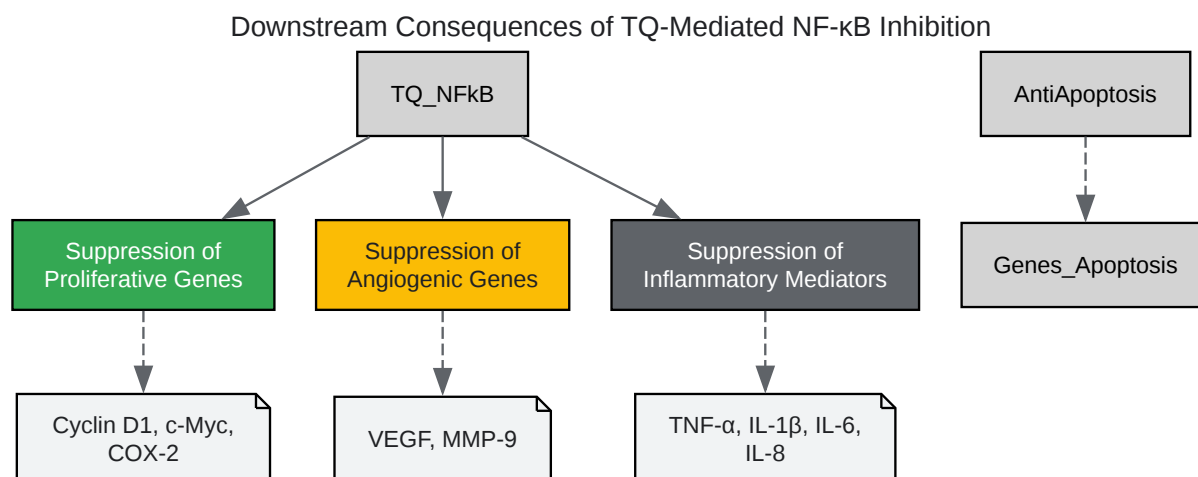 Downstream Consequences of TQ-Mediated NF-κB Inhibition
TQ_NFkB
AntiApoptosis
Suppression of
Proliferative Genes
Suppression of
Angiogenic Genes
Suppression of
Inflammatory Mediators
Genes_Apoptosis
Cyclin D1, c-Myc,
COX-2
VEGF, MMP-9
TNF-α, IL-1β, IL-6,
IL-8